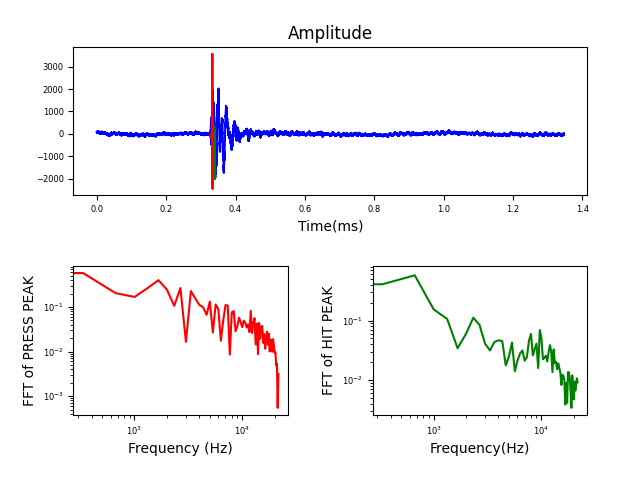 Amplitude
3000
2000
1000
0
−1000
−2000
0.0 0.2 0.4 0.6 0.8 1.0 1.2 1.4
Time(ms)
FFT of PRESS PEAK
10⁻¹
10⁻²
10⁻³
10³ 10⁴
Frequency (Hz)
FFT of HIT PEAK
10⁻¹
10⁻²
10³ 10⁴
Frequency(Hz)